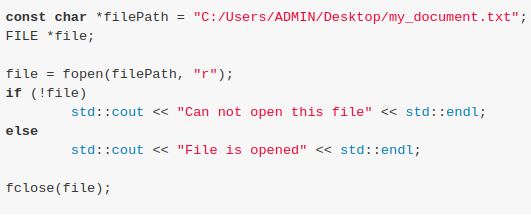 const char *filePath = "C:/Users/ADMIN/Desktop/my_document.txt";
FILE *file;

file = fopen(filePath, "r");
if (!file)
        std::cout << "Can not open this file" << std::endl;
else
        std::cout << "File is opened" << std::endl;

fclose(file);